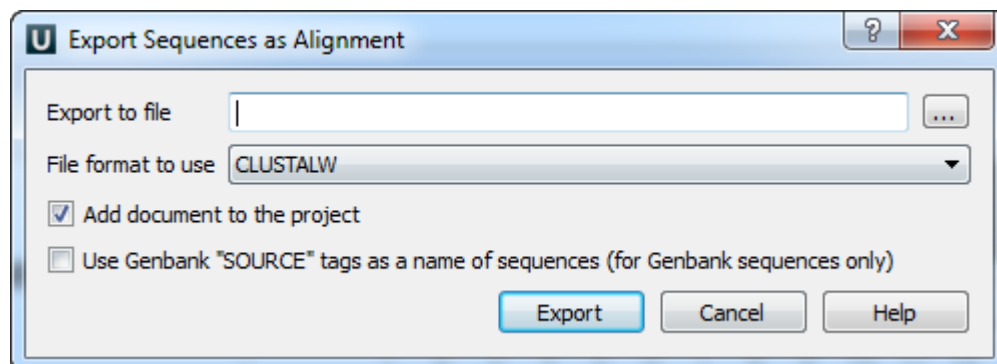 U Export Sequences as Alignment ?
Export to file ...
File format to use CLUSTALW
Add document to the project
Use Genbank "SOURCE" tags as a name of sequences (for Genbank sequences only)
Export Cancel Help